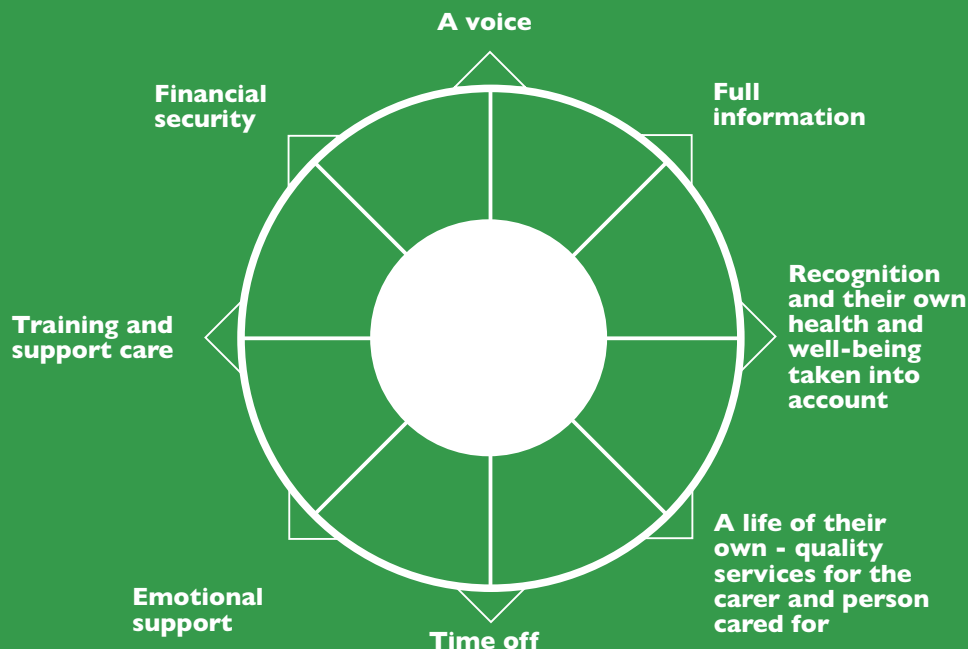 A voice
Full
information
Recognition
and their own
health and
well-being
taken into
account
A life of their
own - quality
services for the
carer and person
cared for
Time off
Emotional
support
Training and
support care
Financial
security